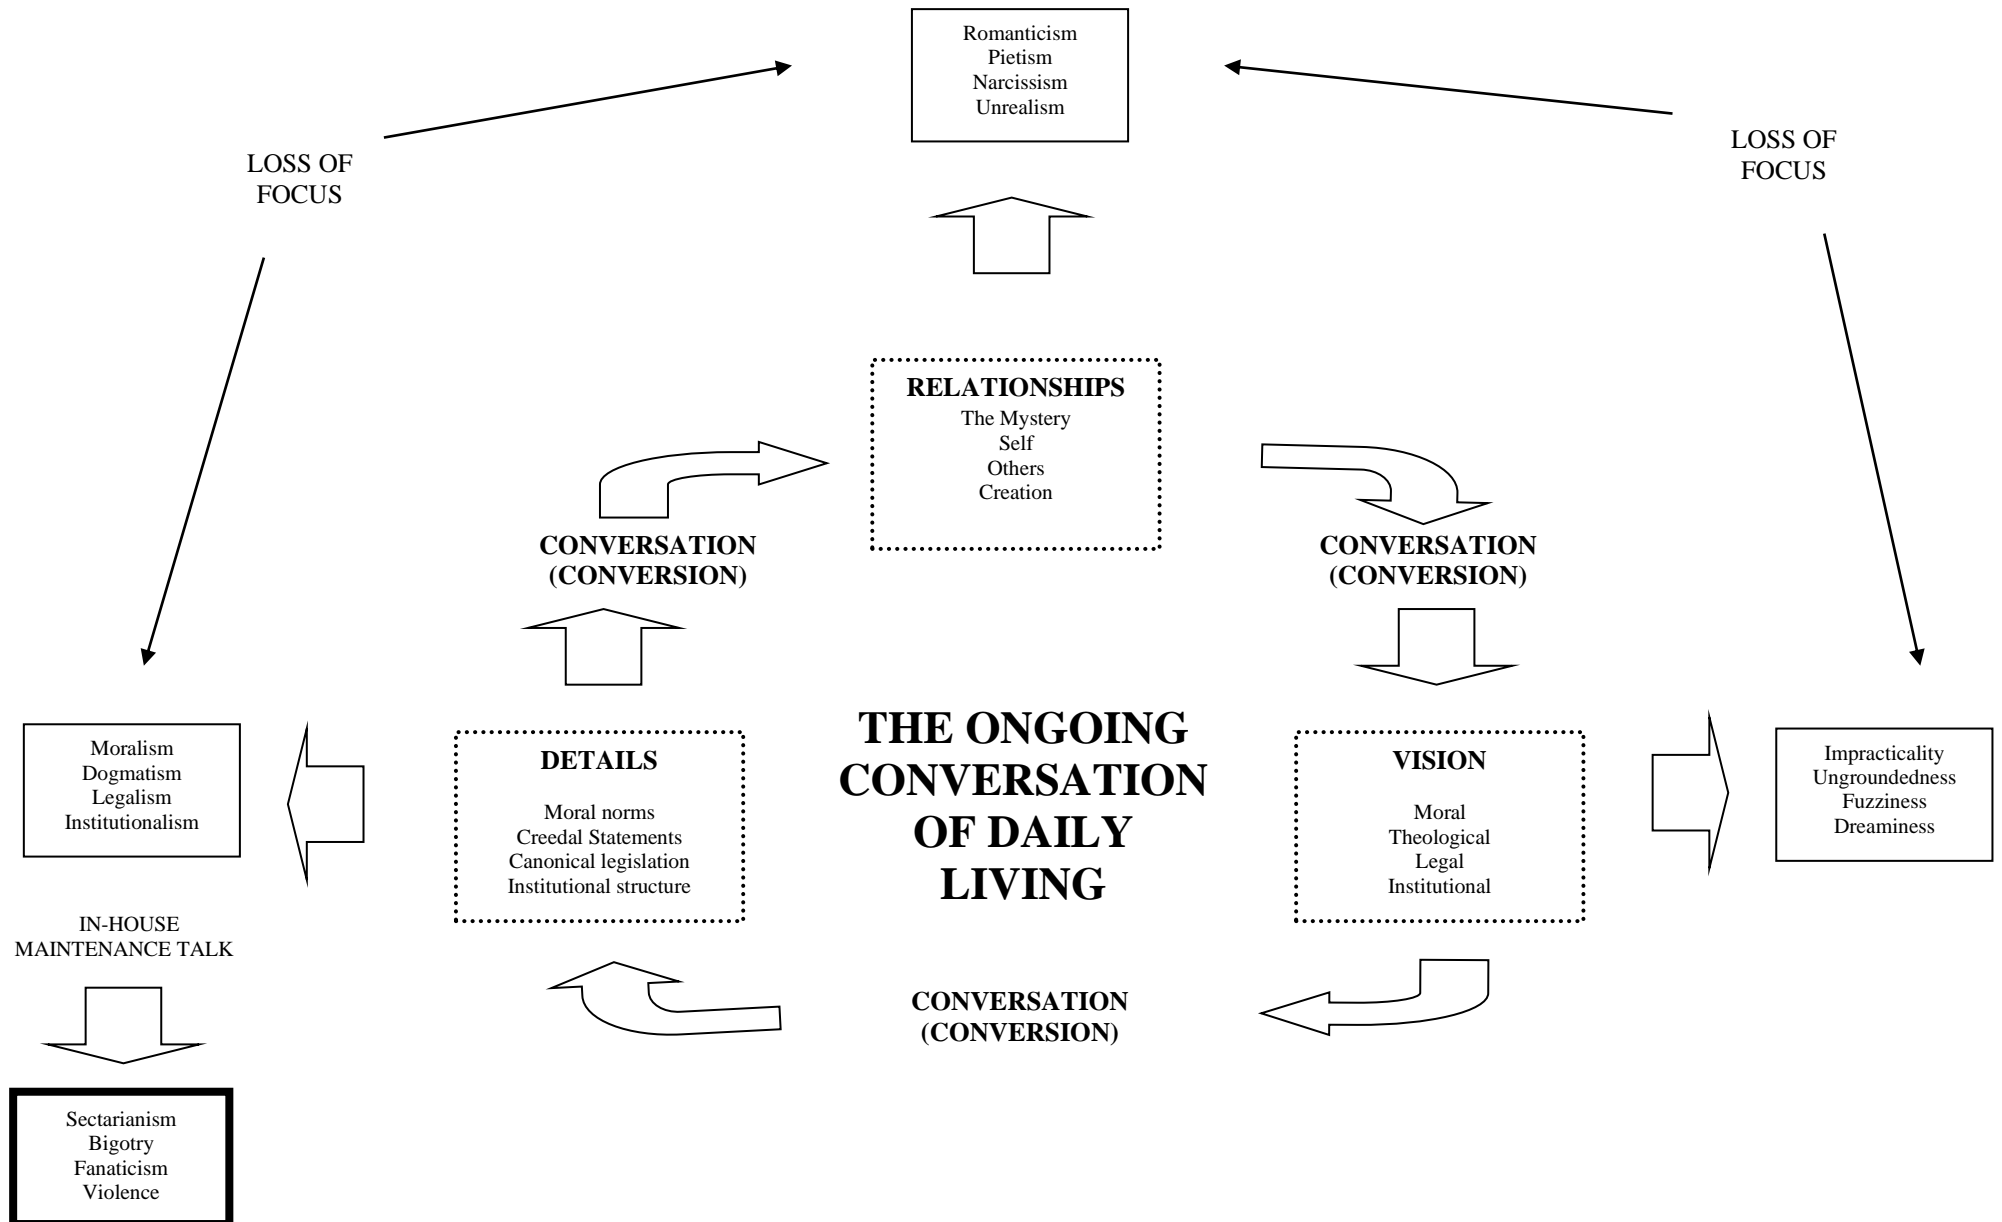 Romanticism
Pietism
Narcissism
Unrealism
LOSS OF
FOCUS
LOSS OF
FOCUS
RELATIONSHIPS
The Mystery
Self
Others
Creation
CONVERSATION
(CONVERSION)
CONVERSATION
(CONVERSION)
Moralism
Dogmatism
Legalism
Institutionalism
DETAILS
Moral norms
Creedal Statements
Canonical legislation
Institutional structure
THE ONGOING
CONVERSATION
OF DAILY
LIVING
VISION
Moral
Theological
Legal
Institutional
Impracticality
Ungroundedness
Fuzziness
Dreaminess
IN-HOUSE
MAINTENANCE TALK
CONVERSATION
(CONVERSION)
Sectarianism
Bigotry
Fanaticism
Violence